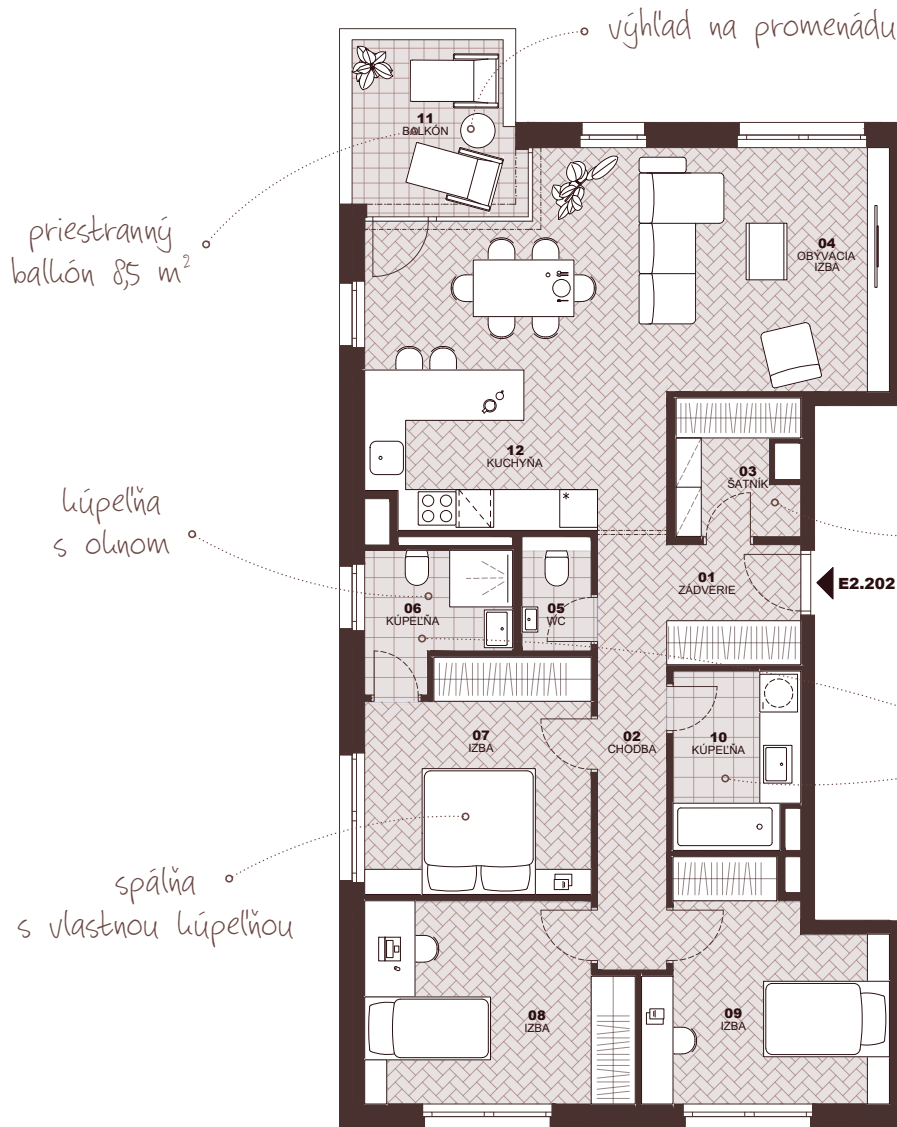 výhľad na promenádu
11
BALKÓN
priestranný
balkón 8,5 m²
04
OBÝVACIA
IZBA
12
KUCHYŇA
03
ŠATNÍK
kúpeľňa
s oknom
01
ZÁDVERIE
E2.202
06
KÚPEĽŇA
05
WC
07
IZBA
02
CHODBA
10
KÚPEĽŇA
spálňa
s vlastnou kúpeľňou
08
IZBA
09
IZBA